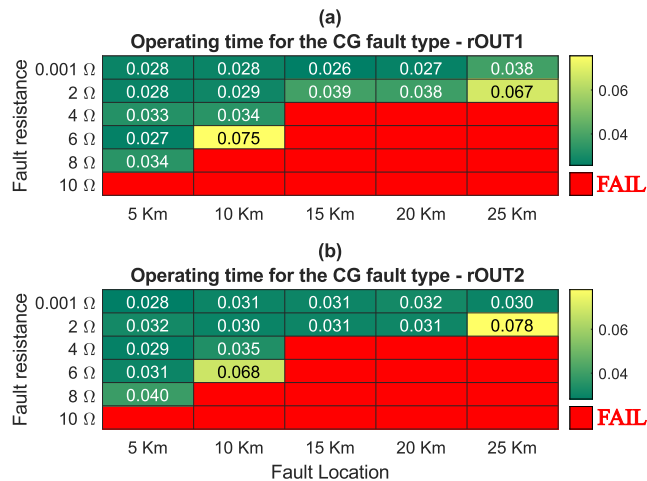 (a)
Operating time for the CG fault type - rOUT1
Fault resistance
0.001 Ω 0.028 0.028 0.026 0.027 0.038
2 Ω 0.028 0.029 0.039 0.038 0.067
4 Ω 0.033 0.034
6 Ω 0.027 0.075
8 Ω 0.034
10 Ω
5 Km 10 Km 15 Km 20 Km 25 Km
0.06
0.04
FAIL
(b)
Operating time for the CG fault type - rOUT2
Fault resistance
0.001 Ω 0.028 0.031 0.031 0.032 0.030
2 Ω 0.032 0.030 0.031 0.031 0.078
4 Ω 0.029 0.035
6 Ω 0.031 0.068
8 Ω 0.040
10 Ω
5 Km 10 Km 15 Km 20 Km 25 Km
Fault Location
0.06
0.04
FAIL